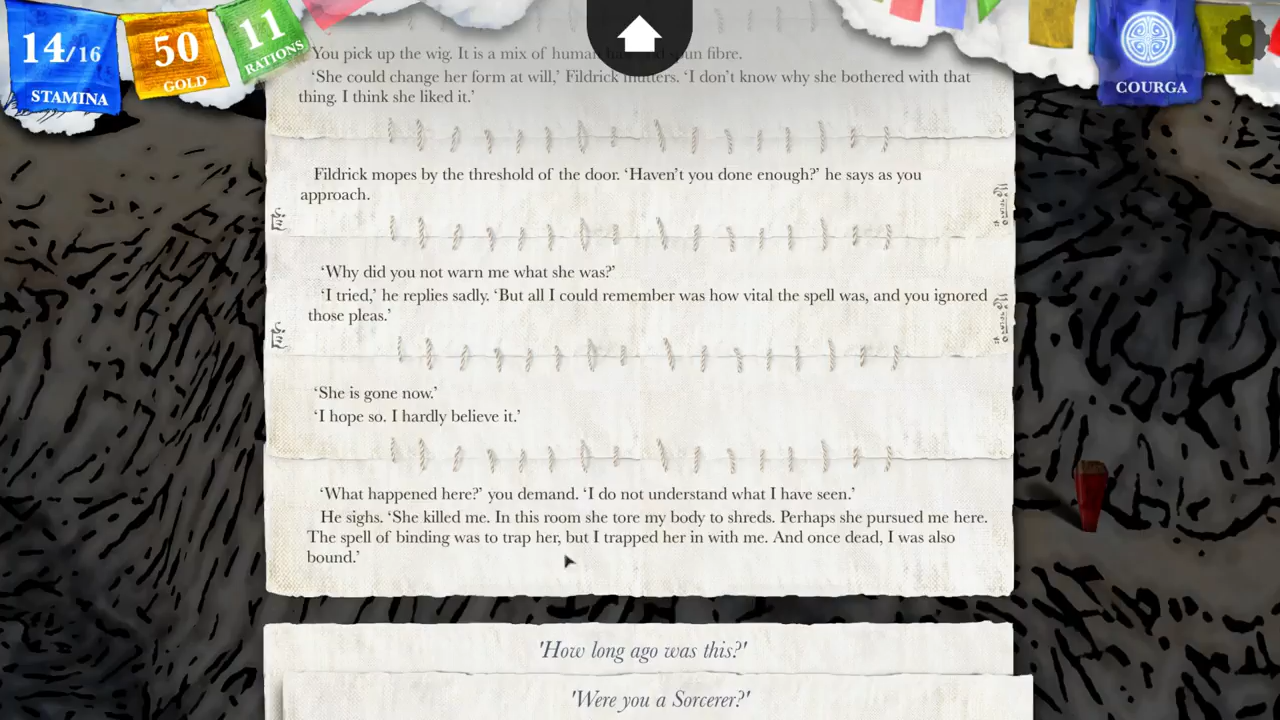 14/16
STAMINA
50
GOLD
11
RATIONS
COURGA
You pick up the wig. It is a mix of human fibre.
‘She could change her form at will,’ Fildrick mutters. ‘I don’t know why she bothered with that
thing. I think she liked it.’
Fildrick mopes by the threshold of the door. ‘Haven’t you done enough?’ he says as you
approach.
‘Why did you not warn me what she was?’
‘I tried,’ he replies sadly. ‘But all I could remember was how vital the spell was, and you ignored
those pleas.’
‘She is gone now.’
‘I hope so. I hardly believe it.’
‘What happened here?’ you demand. ‘I do not understand what I have seen.’
He sighs. ‘She killed me. In this room she tore my body to shreds. Perhaps she pursued me here.
The spell of binding was to trap her, but I trapped her in with me. And once dead, I was also
bound.’
'How long ago was this?'
'Were you a Sorcerer?'